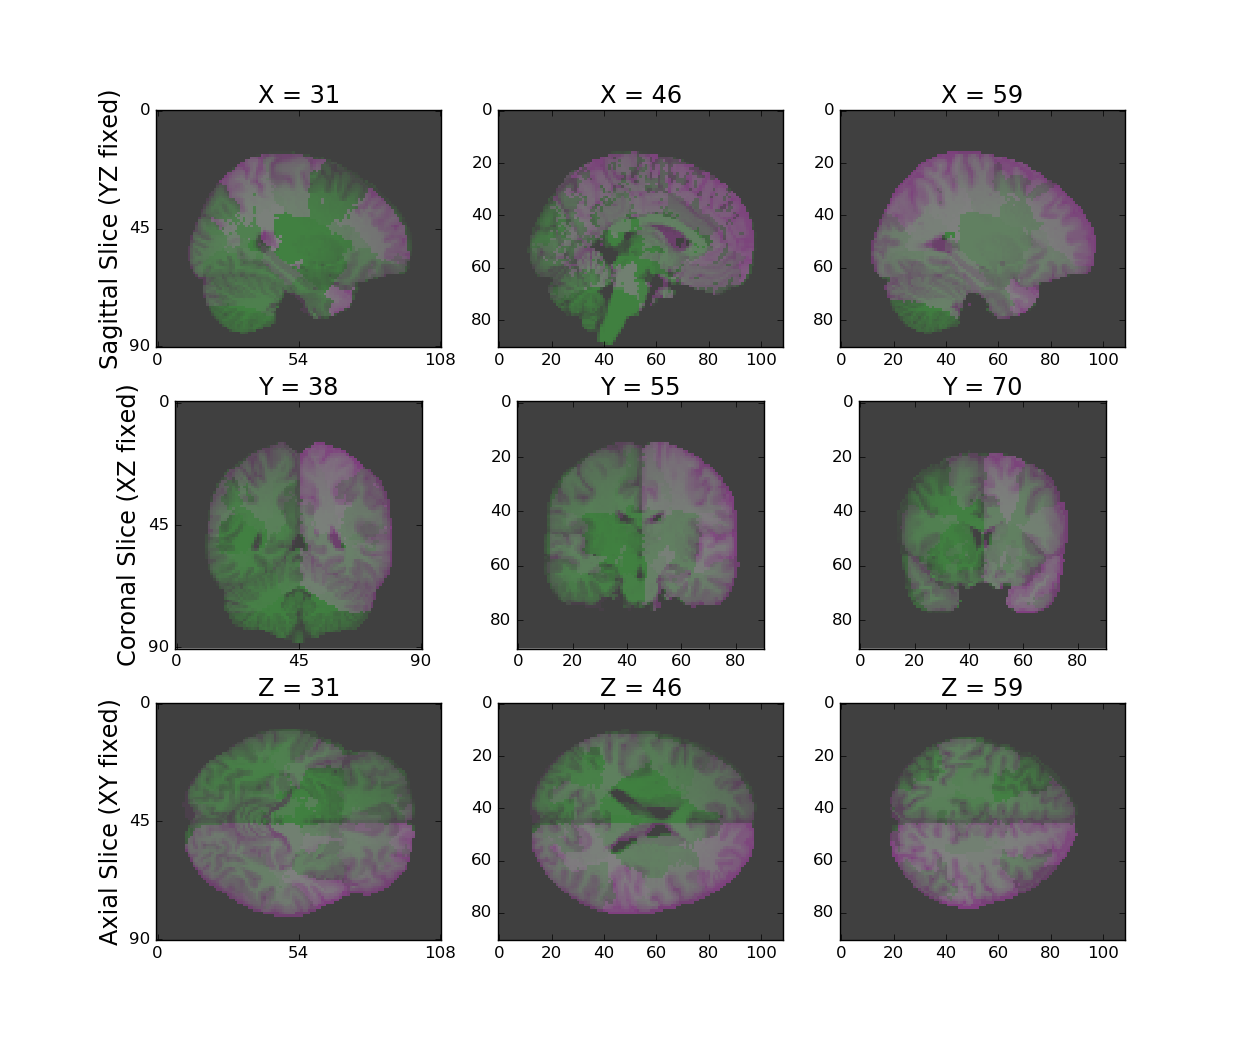 X = 31 X = 46 X = 59
Sagittal Slice (YZ fixed)
0 45 90
0 54 108
0 20 40 60 80
0 20 40 60 80 100
0 20 40 60 80
0 20 40 60 80 100
Y = 38 Y = 55 Y = 70
Coronal Slice (XZ fixed)
0 45 90
0 45 90
0 20 40 60 80
0 20 40 60 80
0 20 40 60 80
0 20 40 60 80
Z = 31 Z = 46 Z = 59
Axial Slice (XY fixed)
0 45 90
0 54 108
0 20 40 60 80
0 20 40 60 80 100
0 20 40 60 80
0 20 40 60 80 100